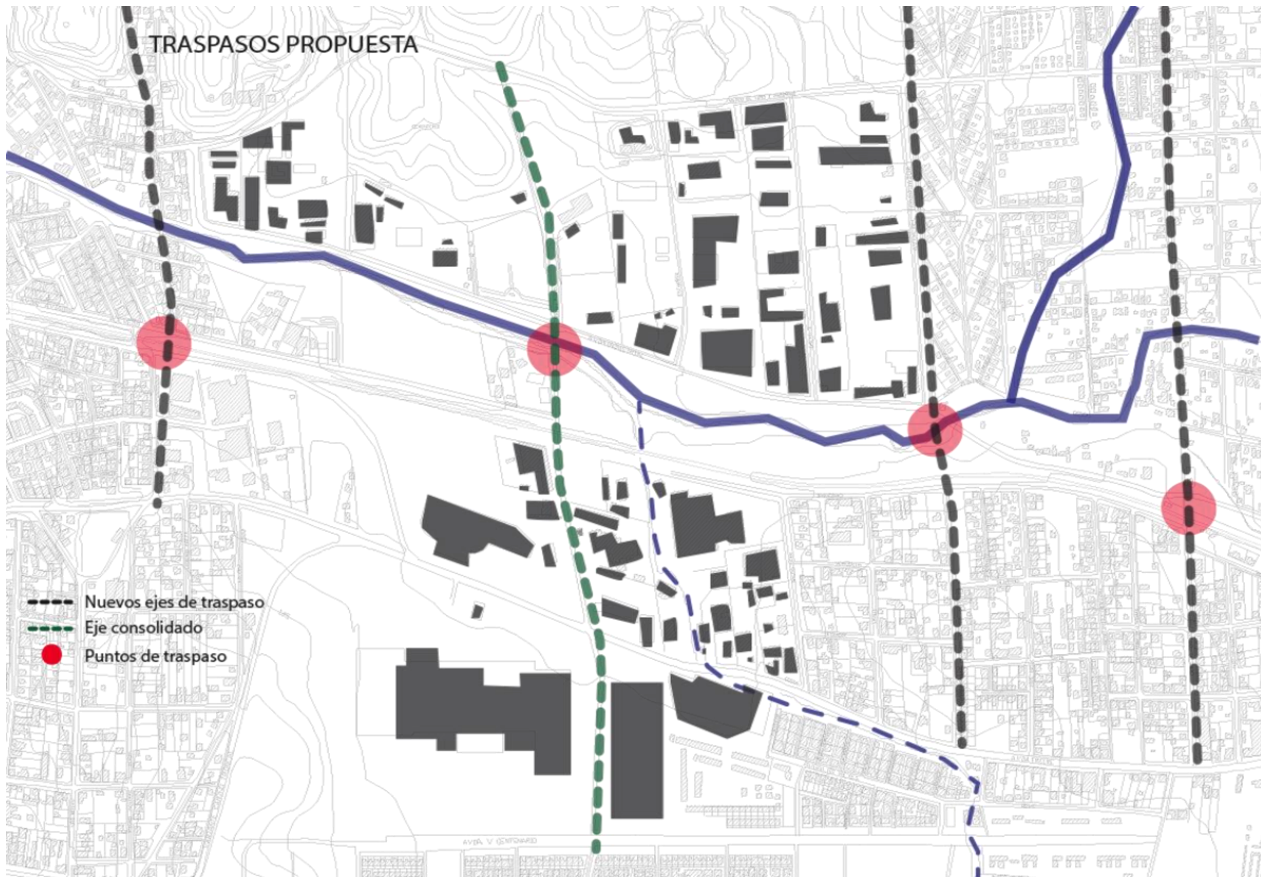 TRASPASOS PROPUESTA
Nuevos ejes de traspaso
Eje consolidado
Puntos de traspaso